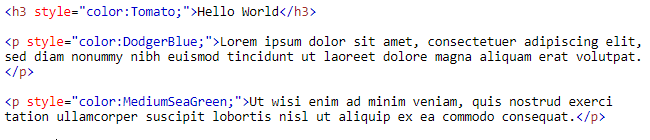 <h3 style="color:Tomato;">Hello World</h3>
<p style="color:DodgerBlue;">Lorem ipsum dolor sit amet, consectetuer adipiscing elit,
sed diam nonummy nibh euismod tincidunt ut laoreet dolore magna aliquam erat volutpat.
</p>
<p style="color:MediumSeaGreen;">Ut wisi enim ad minim veniam, quis nostrud exerci
tation ullamcorper suscipit lobortis nisl ut aliquip ex ea commodo consequat.</p>